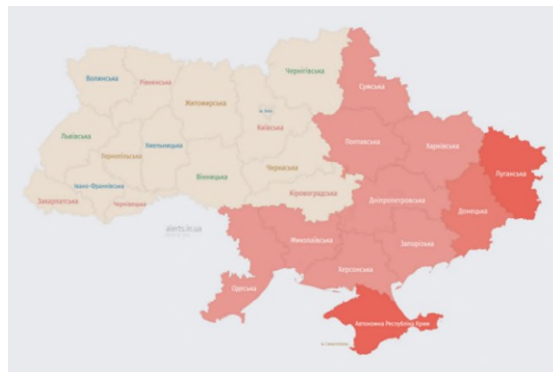 Чернігівська
Волинська
Рівненська
Сумська
Житомирська
м. Київ
Київська
Львівська
Полтавська
Харківська
Тернопільська
Хмельницька
Черкаська
Луганська
Вінницька
Івано-Франківська
Кіровоградська
Дніпропетровська
Закарпатська
Чернівецька
Донецька
alerts.in.ua
Миколаївська
Запорізька
Херсонська
Одеська
Автономна Республіка Крим